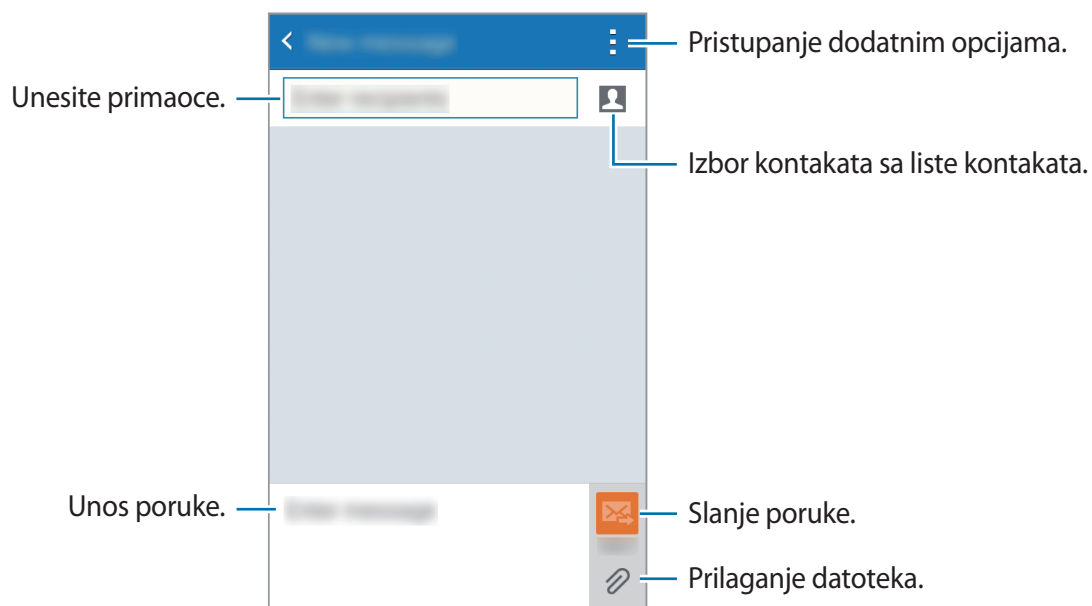 Pristupanje dodatnim opcijama.
Unesite primaoce.
Izbor kontakata sa liste kontakata.
Unos poruke.
Slanje poruke.
Prilaganje datoteka.